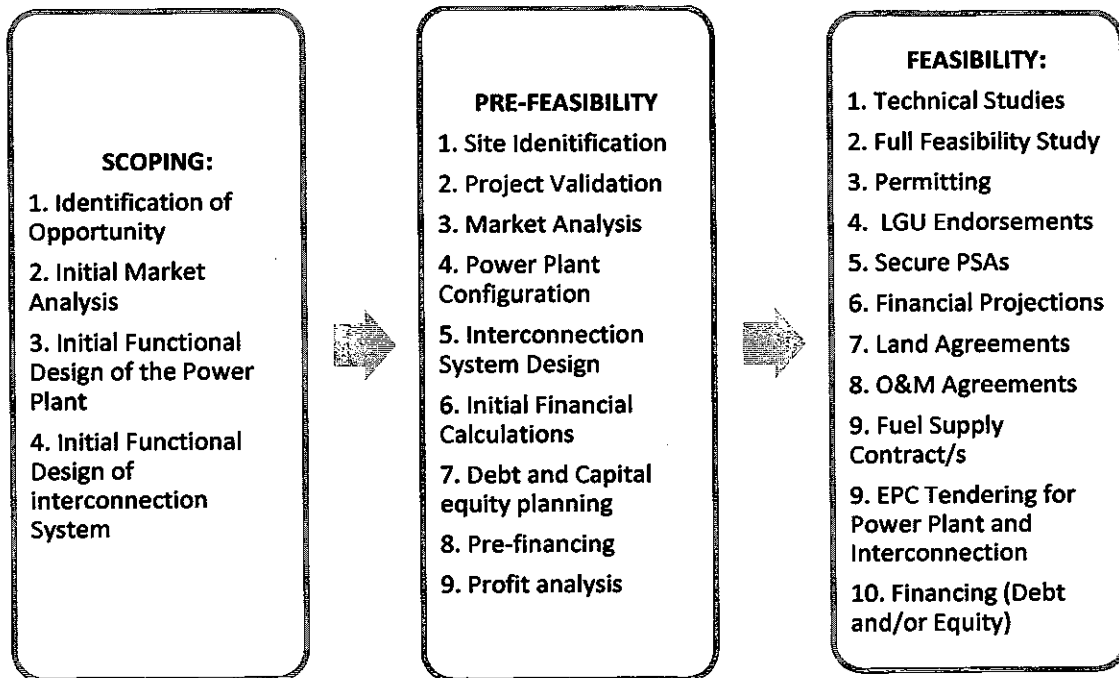 SCOPING:
1. Identification of
Opportunity
2. Initial Market
Analysis
3. Initial Functional
Design of the Power
Plant
4. Initial Functional
Design of
interconnection
System
PRE-FEASIBILITY
1. Site Idenitification
2. Project Validation
3. Market Analysis
4. Power Plant
Configuration
5. Interconnection
System Design
6. Initial Financial
Calculations
7. Debt and Capital
equity planning
8. Pre-financing
9. Profit analysis
FEASIBILITY:
1. Technical Studies
2. Full Feasibility Study
3. Permitting
4. LGU Endorsements
5. Secure PSAs
6. Financial Projections
7. Land Agreements
8. O&M Agreements
9. Fuel Supply
Contract/s
9. EPC Tendering for
Power Plant and
Interconnection
10. Financing (Debt
and/or Equity)